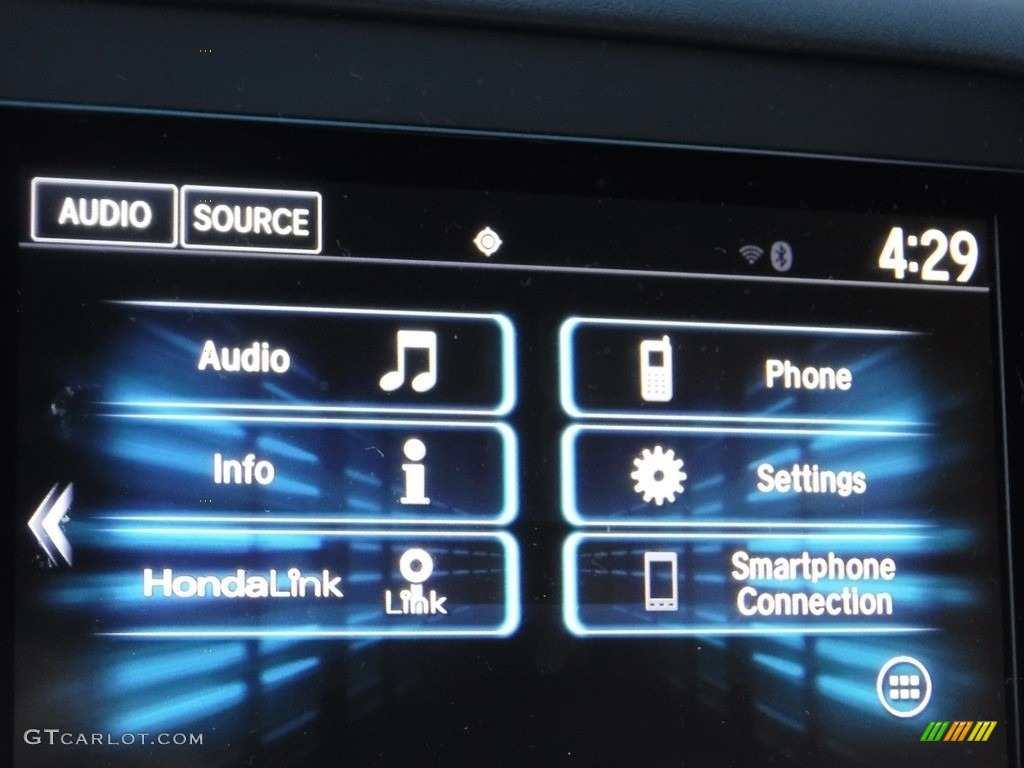 AUDIO SOURCE 4:29
Audio
Phone
Info
Settings
HondaLink
Link
Smartphone
Connection
GTCARLOT.COM